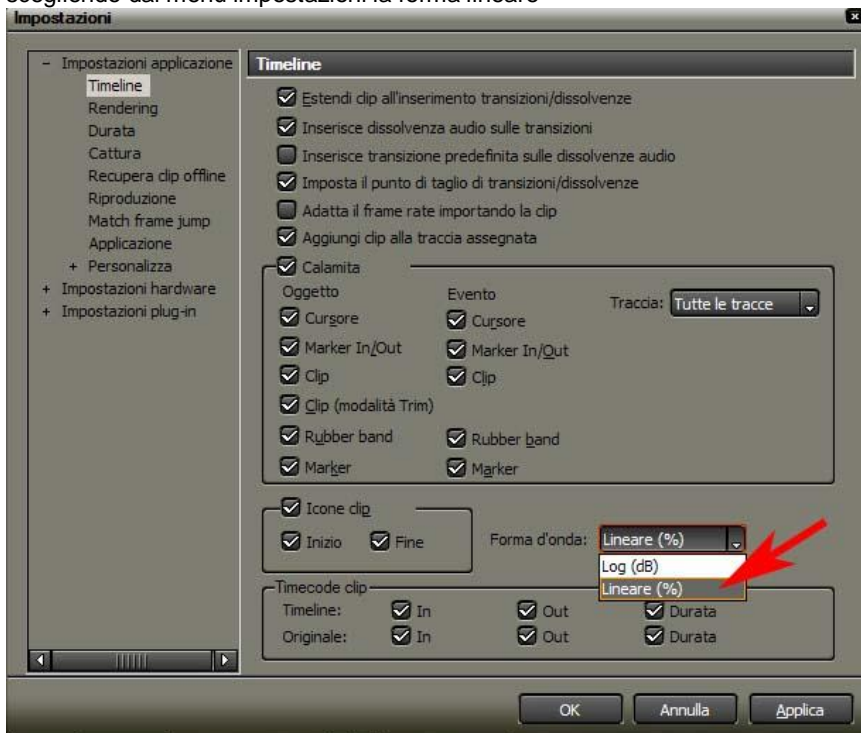 scegliendo dal menu impostazioni la forma lineare
Impostazioni
- Impostazioni applicazione
Timeline
Rendering
Durata
Cattura
Recupera clip offline
Riproduzione
Match frame jump
Applicazione
+ Personalizza
+ Impostazioni hardware
+ Impostazioni plug-in
Timeline
Estendi clip all'inserimento transizioni/dissolvenze
Inserisce dissolvenza audio sulle transizioni
Inserisce transizione predefinita sulle dissolvenze audio
Imposta il punto di taglio di transizioni/dissolvenze
Adatta il frame rate importando la clip
Aggiungi clip alla traccia assegnata
Calamita
Oggetto Evento Traccia: Tutte le tracce
Cursore Cursore
Marker In/Out Marker In/Out
Clip Clip
Clip (modalità Trim)
Rubber band Rubber band
Marker Marker
Icone clip
Inizio Fine Forma d'onda: Lineare (%)
Log (dB)
Lineare (%)
Timecode clip
Timeline: In Out Durata
Originale: In Out Durata
OK Annulla Applica